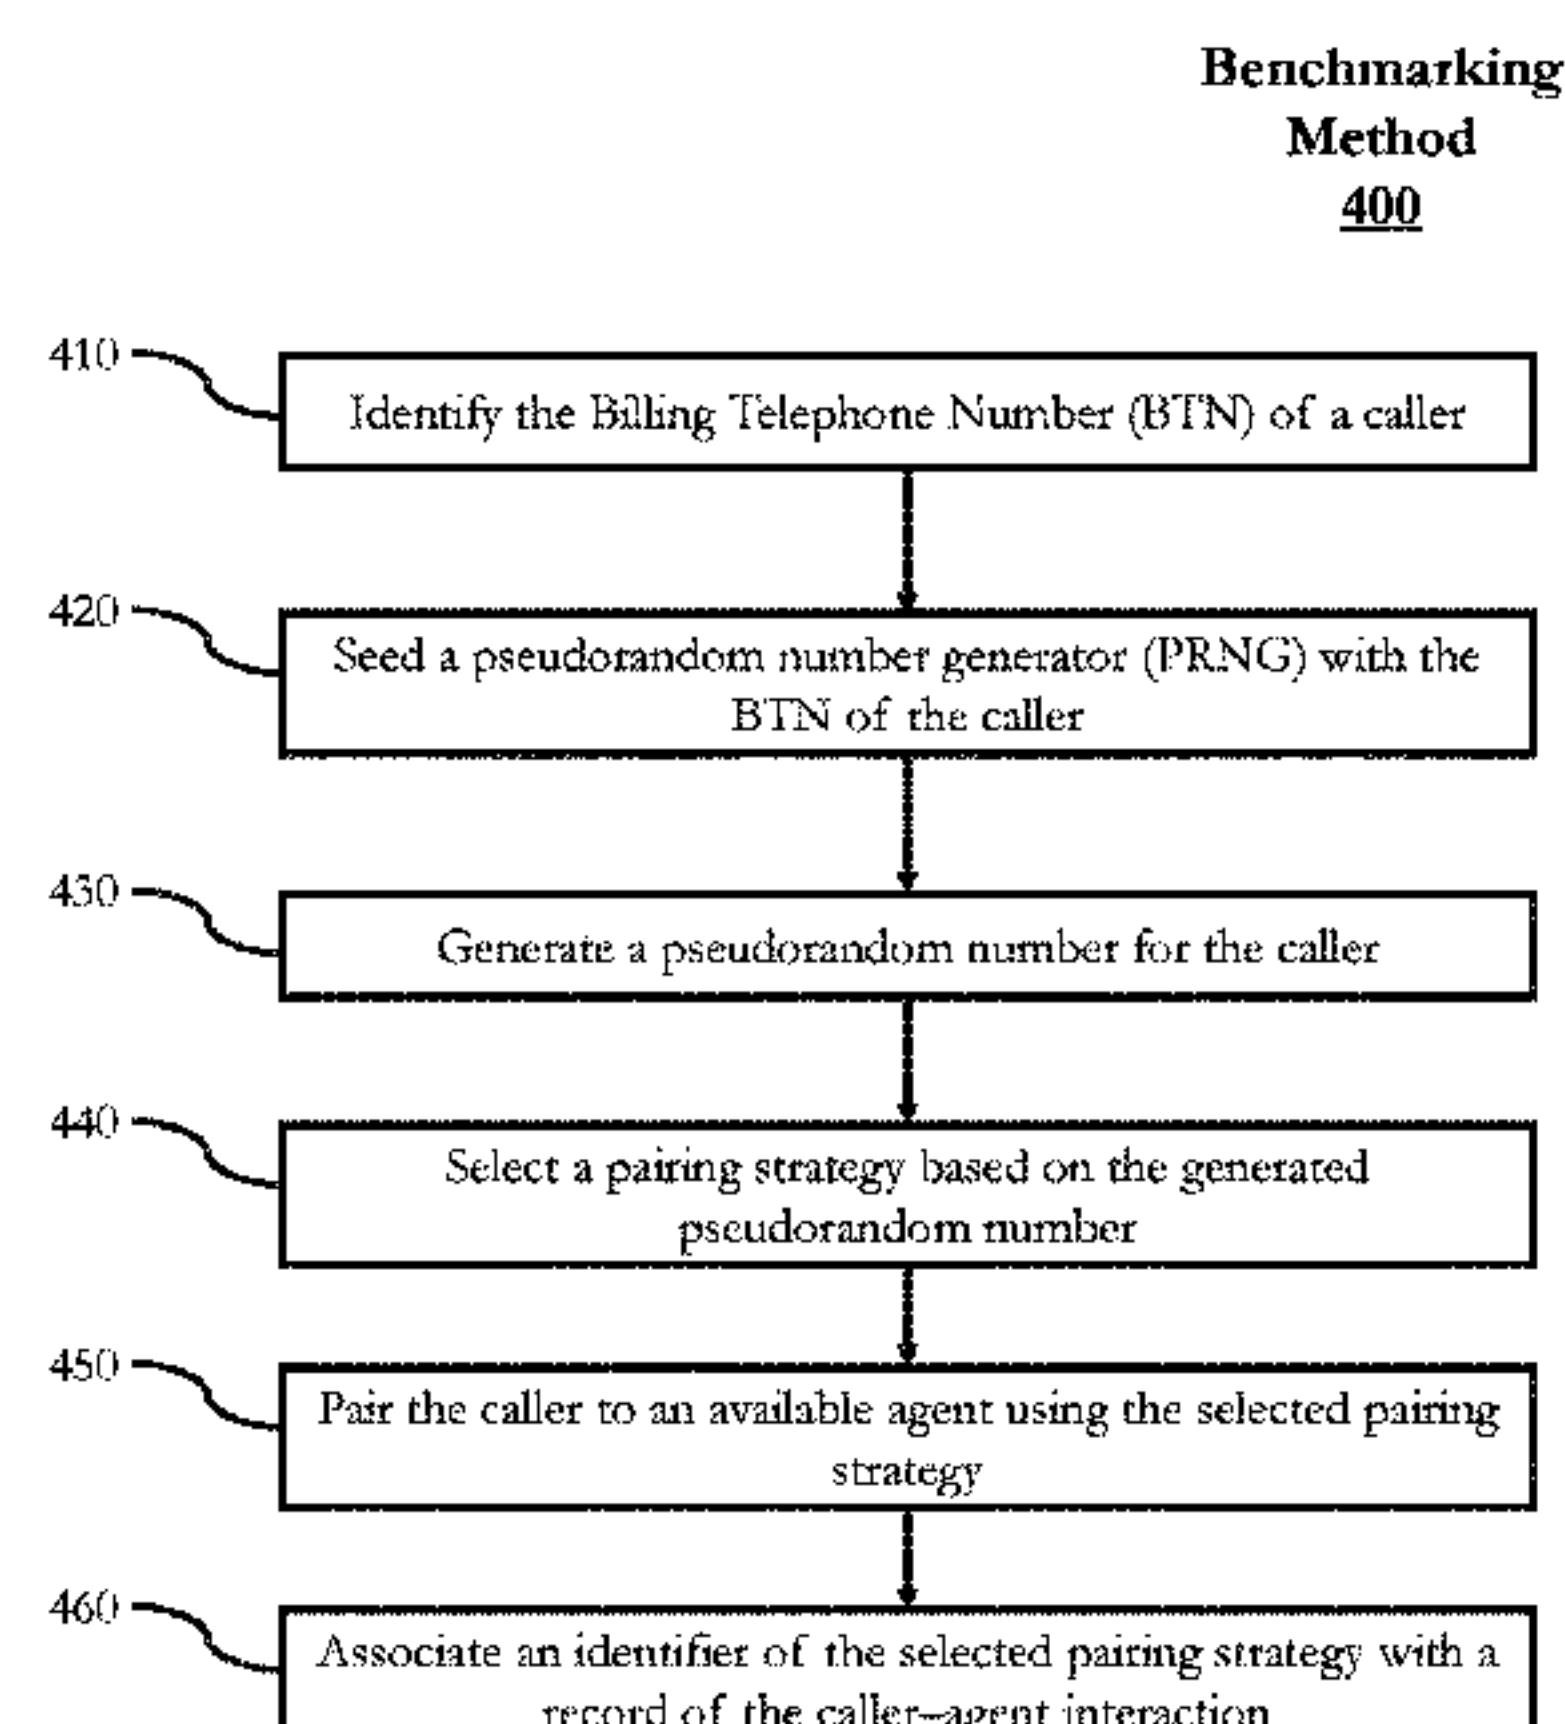 Benchmarking
Method
400
410
Identify the Billing Telephone Number (BTN) of a caller
420
Seed a pseudorandom number generator (PRNG) with the
BTN of the caller
430
Generate a pseudorandom number for the caller
440
Select a pairing strategy based on the generated
pseudorandom number
450
Pair the caller to an available agent using the selected pairing
strategy
460
Associate an identifier of the selected pairing strategy with a
record of the caller–agent interaction